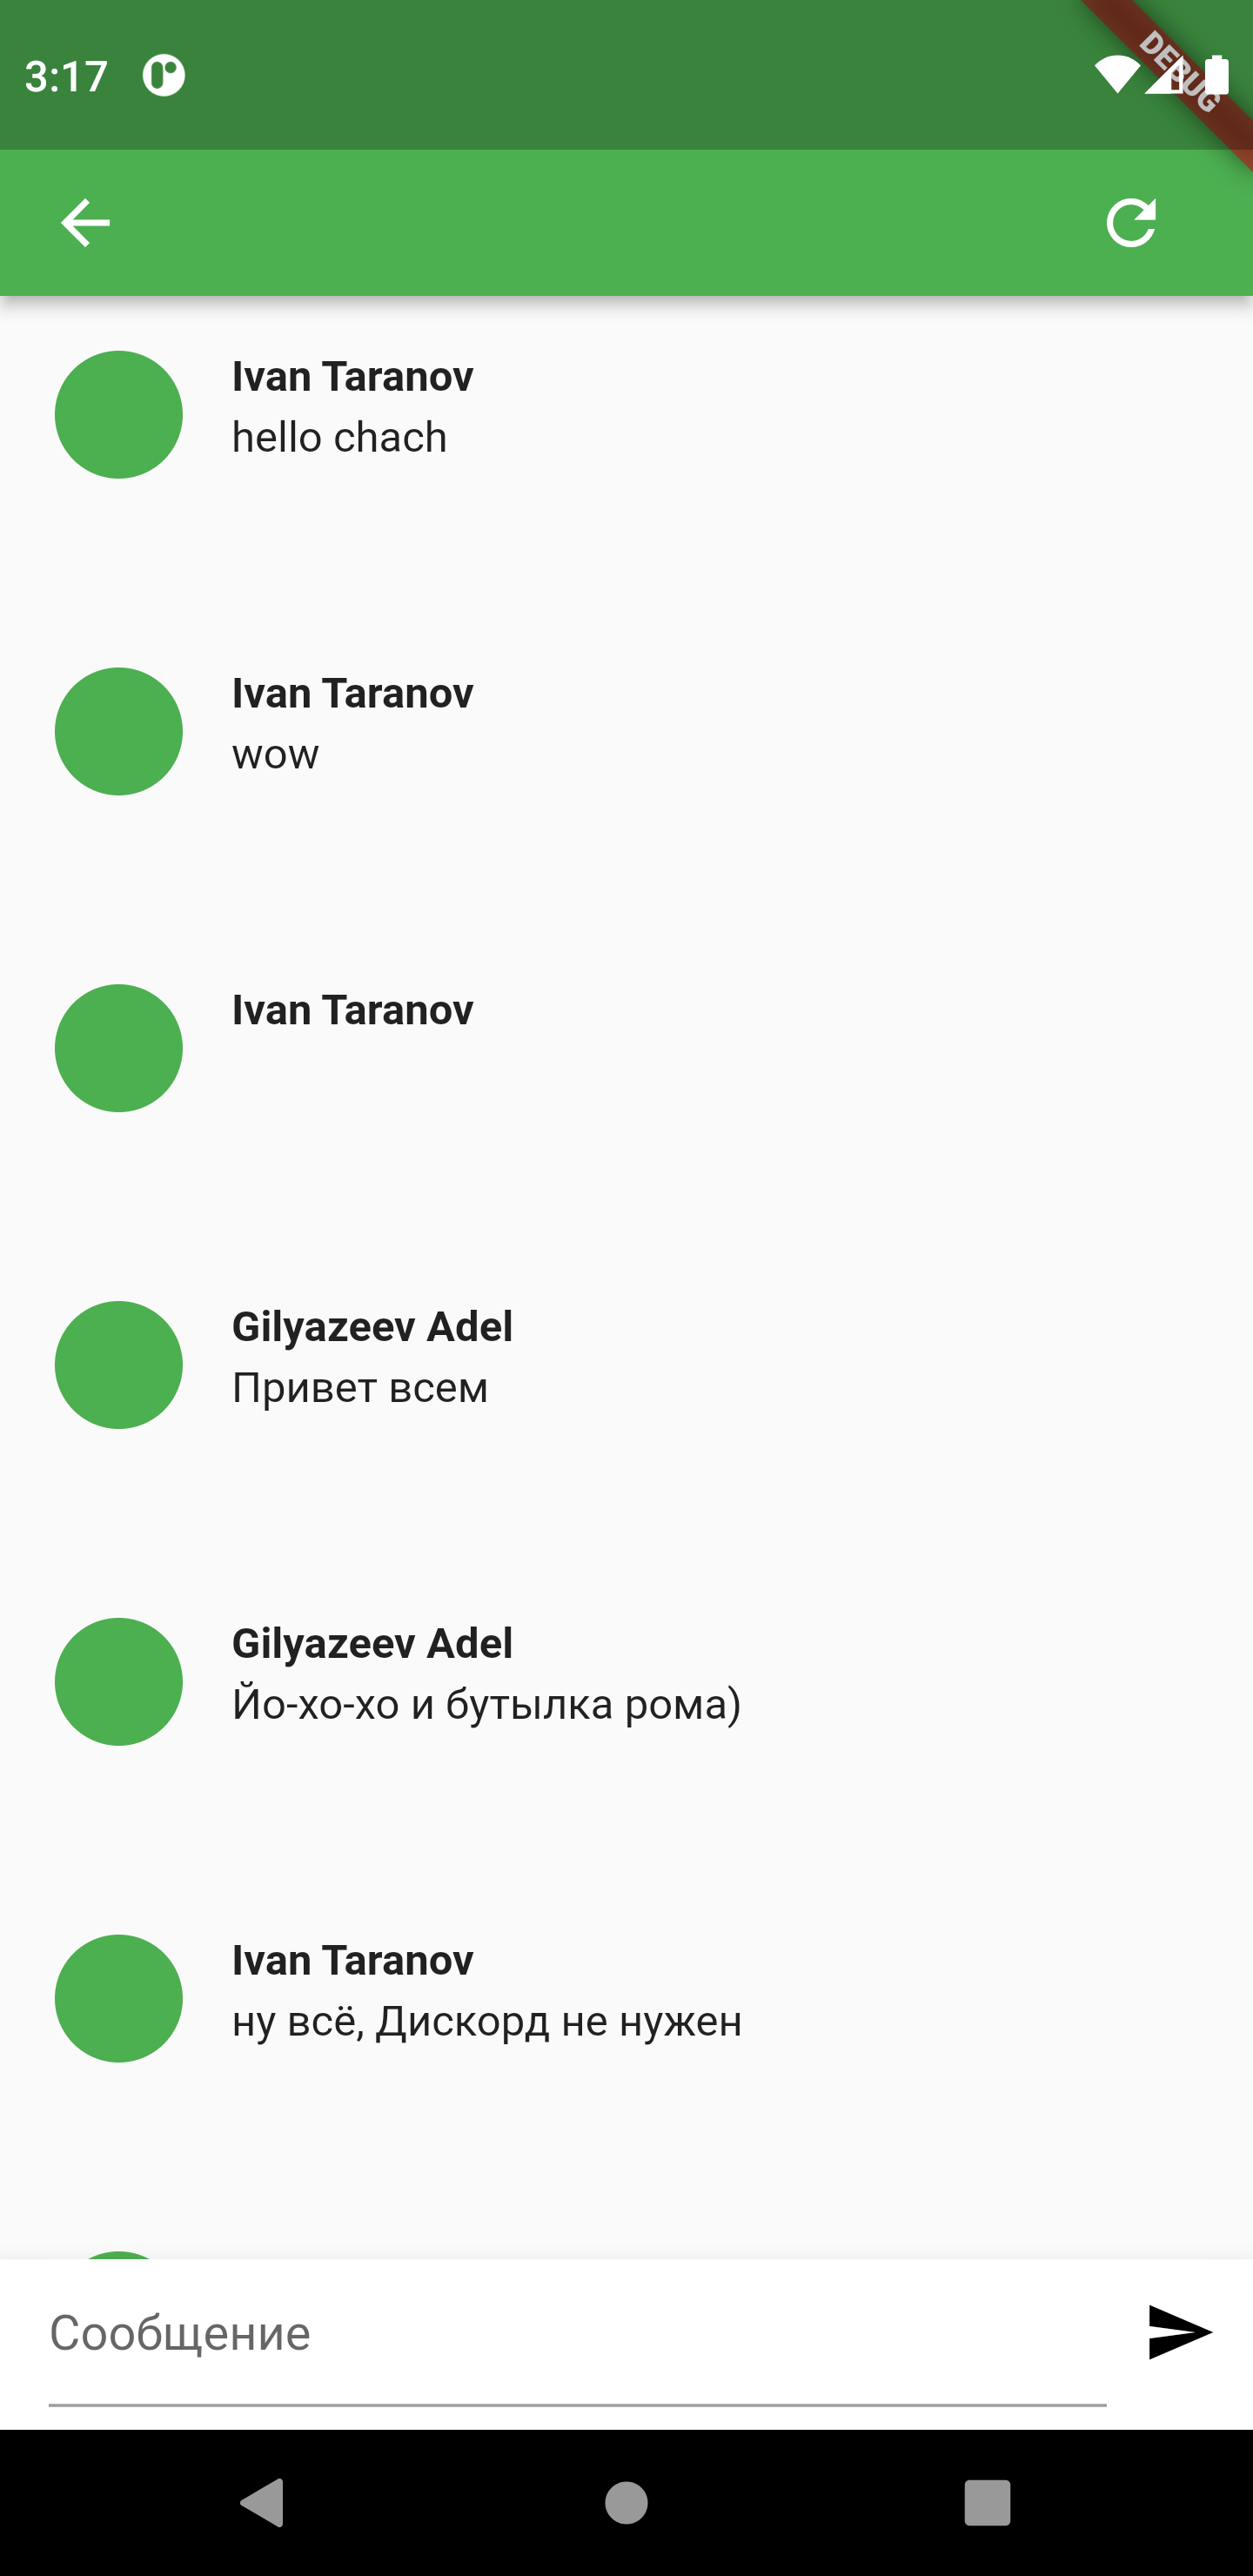 3:17
DEBUG
Ivan Taranov
hello chach
Ivan Taranov
wow
Ivan Taranov
Gilyazeev Adel
Привет всем
Gilyazeev Adel
Йо-хо-хо и бутылка рома)
Ivan Taranov
ну всё, Дискорд не нужен
Сообщение